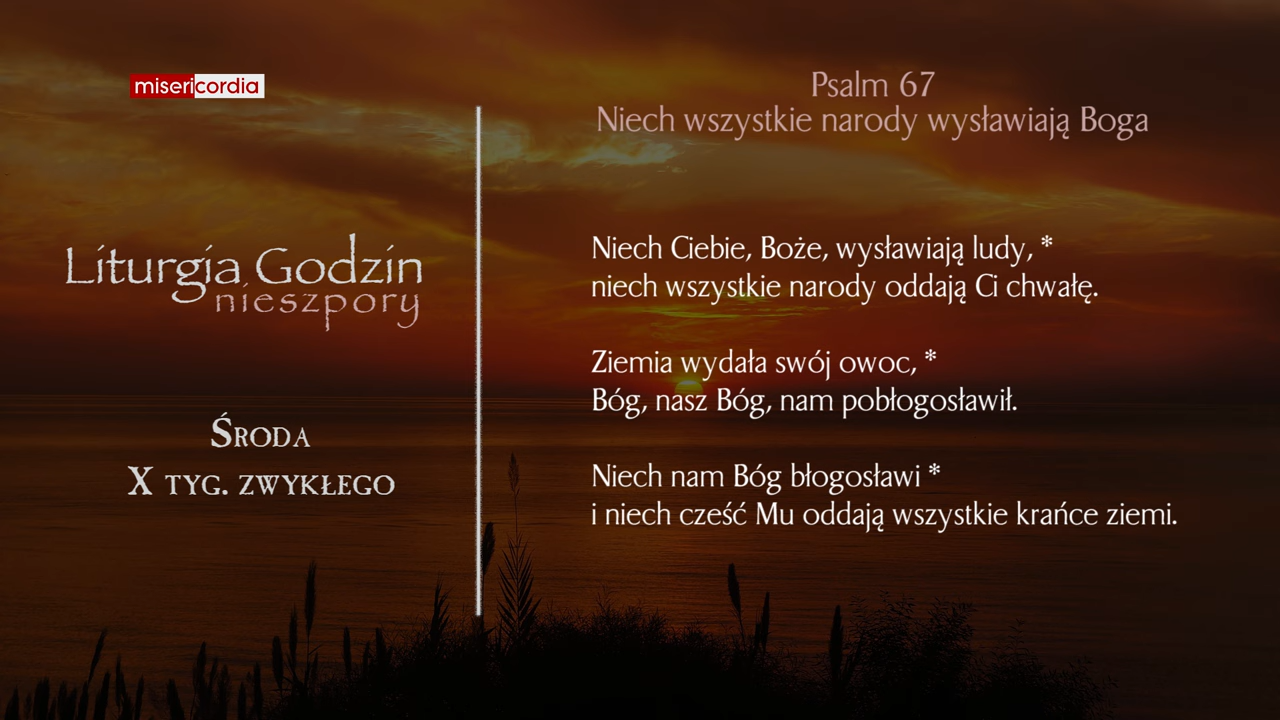 misericordia
Liturgia Godzin
nieszpory
Środa
X tyg. zwykłego
Psalm 67
Niech wszystkie narody wysławiają Boga
Niech Ciebie, Boże, wysławiają ludy, *
niech wszystkie narody oddają Ci chwałę.
Ziemia wydała swój owoc, *
Bóg, nasz Bóg, nam pobłogosławił.
Niech nam Bóg błogosławi *
i niech cześć Mu oddają wszystkie krańce ziemi.